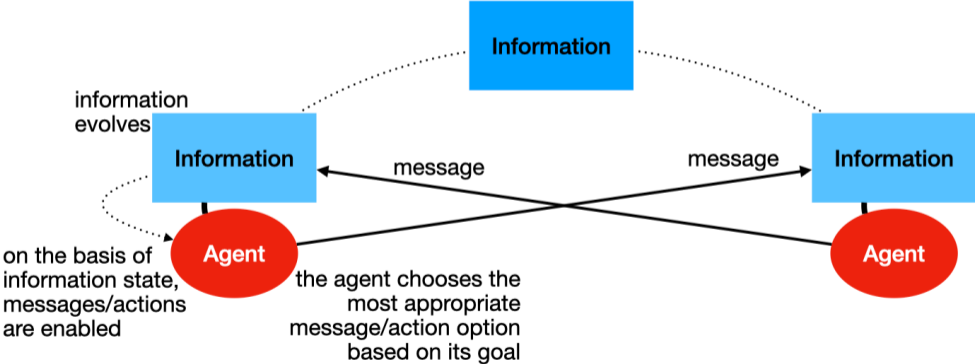 Information
information
evolves
Information
message
message
Information
Agent
Agent
on the basis of
information state,
messages/actions
are enabled
the agent chooses the
most appropriate
message/action option
based on its goal